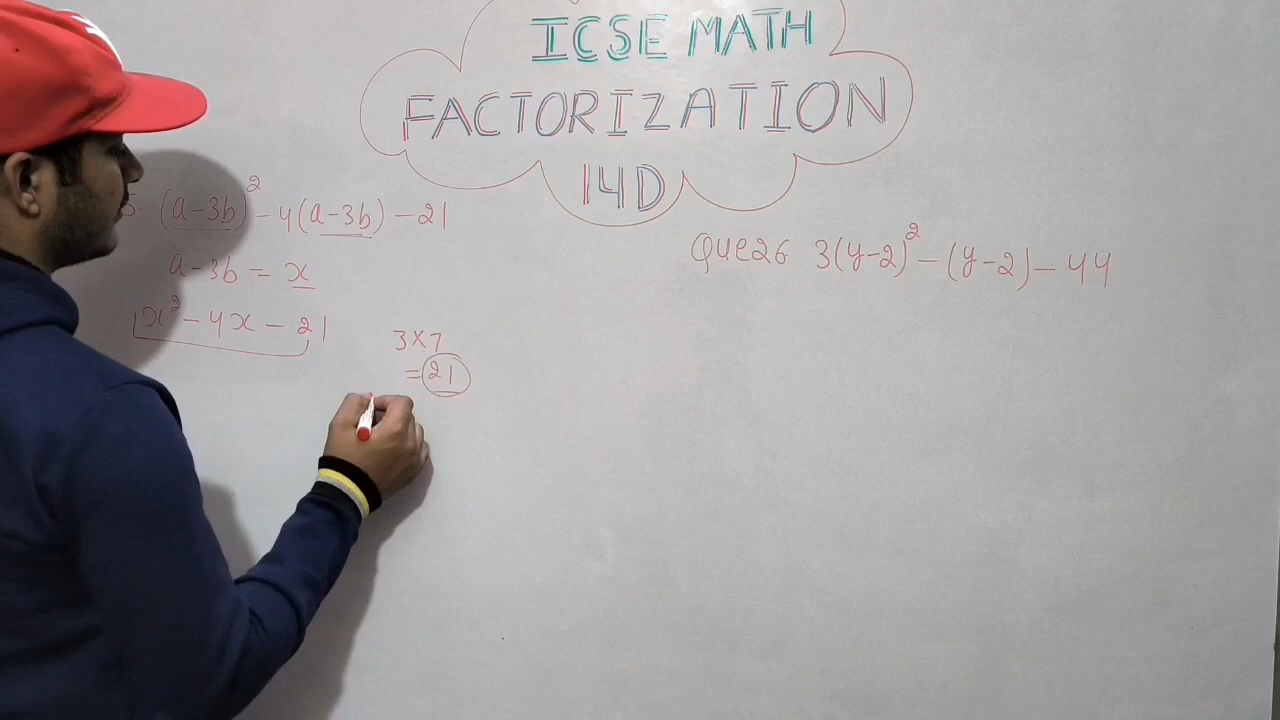 ICSE MATH
FACTORIZATION
14D
5. (a-3b)² - 4(a-3b) - 21
a-3b = x
x² - 4x - 21
3×7
= 21
Que26 3(y-2)² - (y-2) - 44